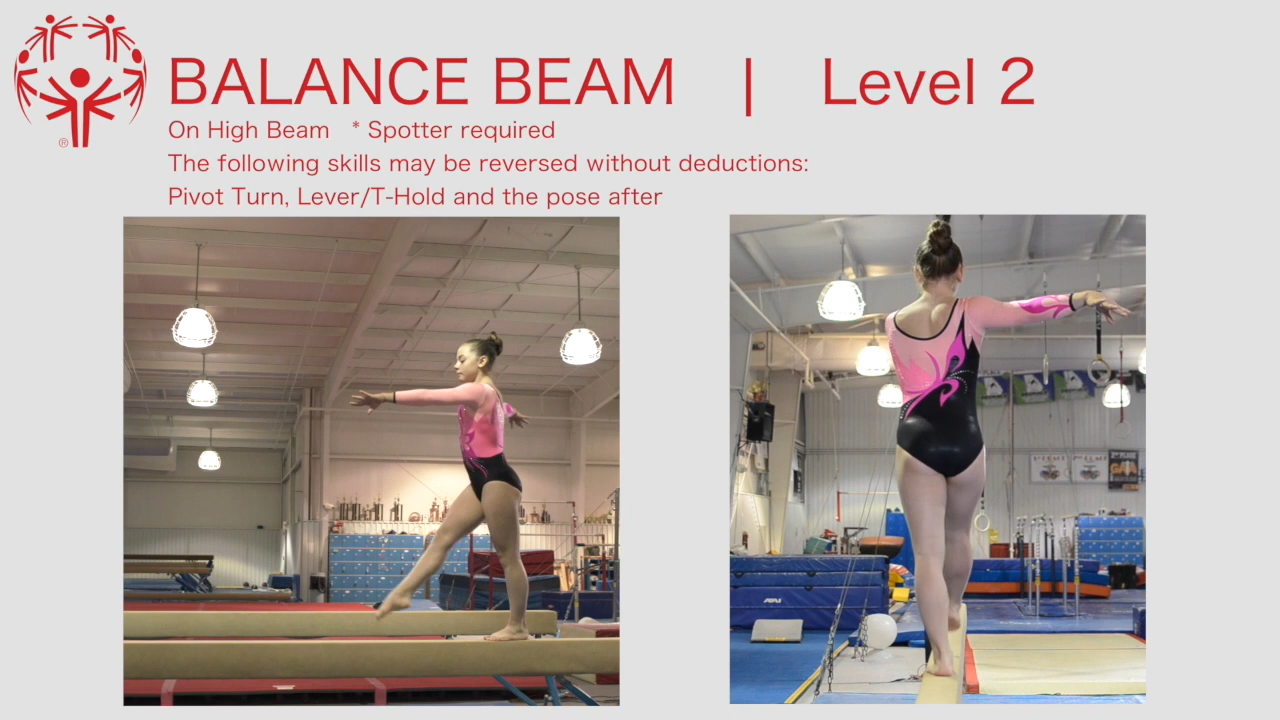 BALANCE BEAM | Level 2
On High Beam * Spotter required
The following skills may be reversed without deductions:
Pivot Turn, Lever/T-Hold and the pose after
®